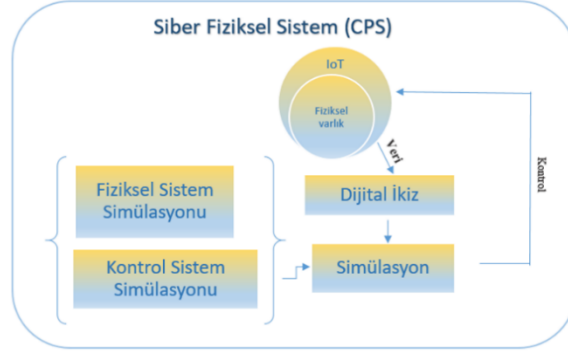 Siber Fiziksel Sistem (CPS)
IoT
Fiziksel
varlık
Veri
Kontrol
Fiziksel Sistem
Simülasyonu
Dijital İkiz
Kontrol Sistem
Simülasyonu
Simülasyon